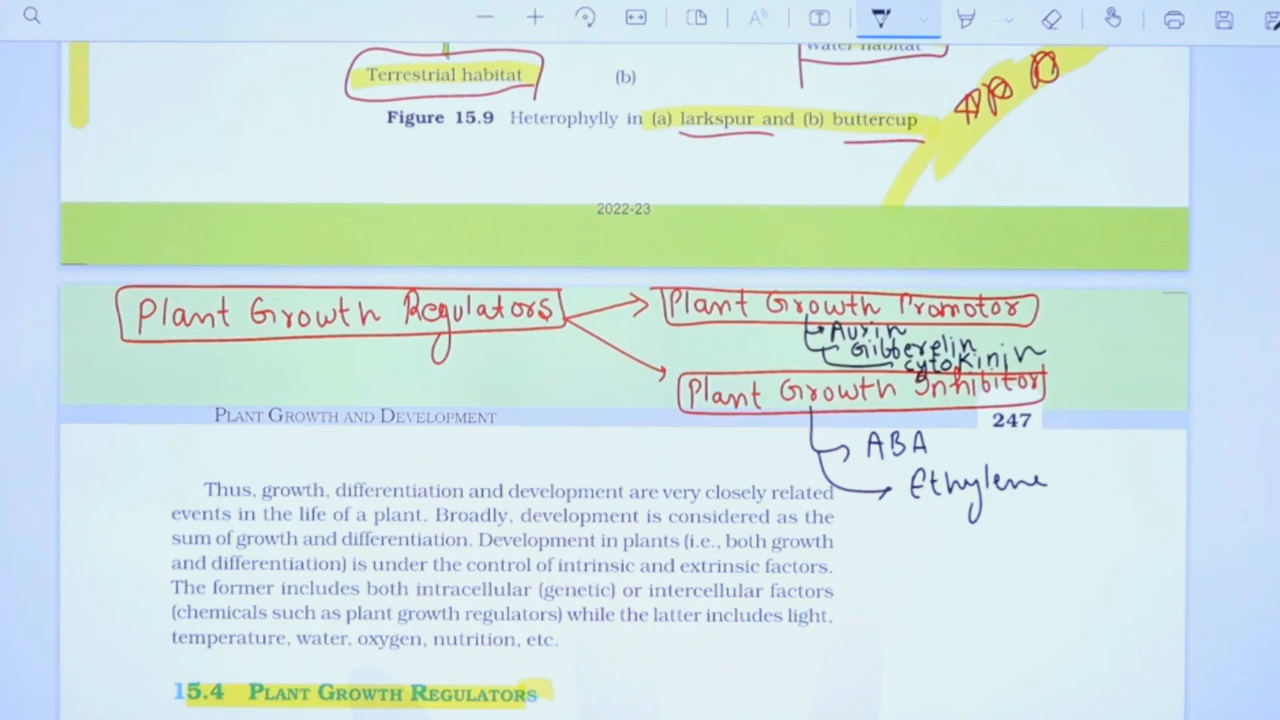 water habitat
Terrestrial habitat
(b)
Figure 15.9 Heterophylly in (a) larkspur and (b) buttercup
2022-23
Plant Growth Regulators
Plant Growth Promotor
Auxin
Gibberelin
cytokinin
Plant Growth Inhibitor
PLANT GROWTH AND DEVELOPMENT
247
ABA
Ethylene
Thus, growth, differentiation and development are very closely related
events in the life of a plant. Broadly, development is considered as the
sum of growth and differentiation. Development in plants (i.e., both growth
and differentiation) is under the control of intrinsic and extrinsic factors.
The former includes both intracellular (genetic) or intercellular factors
(chemicals such as plant growth regulators) while the latter includes light,
temperature, water, oxygen, nutrition, etc.
15.4 PLANT GROWTH REGULATORS